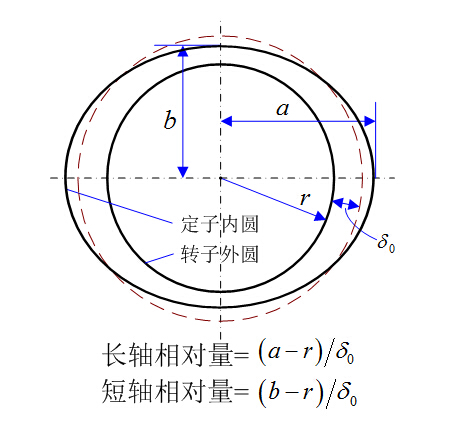 b
a
r
定子内圆
δ₀
转子外圆
长轴相对量= (a−r)/δ₀
短轴相对量= (b−r)/δ₀